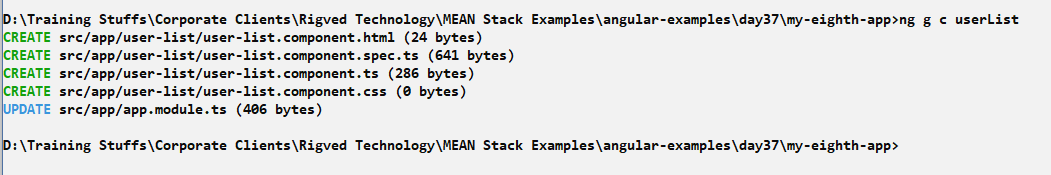 D:\Training Stuffs\Corporate Clients\Rigved Technology\MEAN Stack Examples\angular-examples\day37\my-eighth-app>ng g c userList
CREATE src/app/user-list/user-list.component.html (24 bytes)
CREATE src/app/user-list/user-list.component.spec.ts (641 bytes)
CREATE src/app/user-list/user-list.component.ts (286 bytes)
CREATE src/app/user-list/user-list.component.css (0 bytes)
UPDATE src/app/app.module.ts (406 bytes)
D:\Training Stuffs\Corporate Clients\Rigved Technology\MEAN Stack Examples\angular-examples\day37\my-eighth-app>